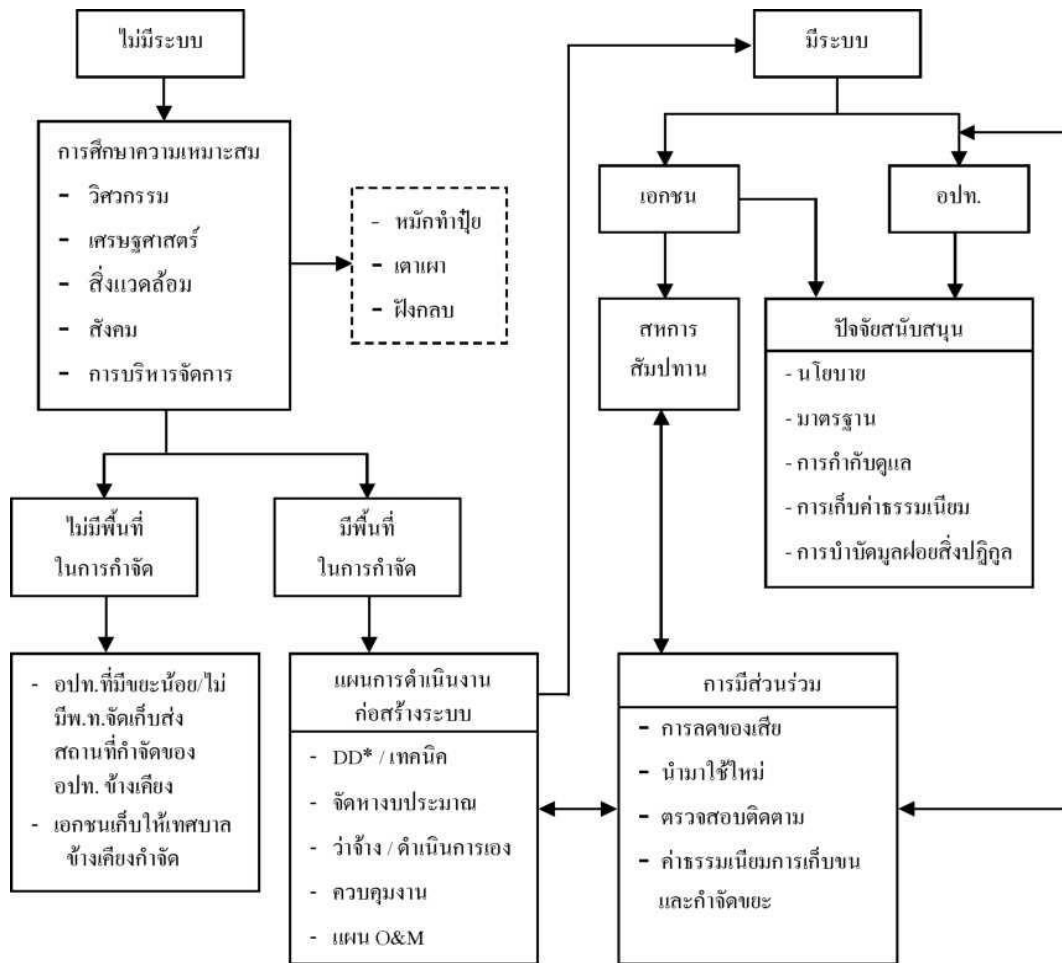 ไม่มีระบบ
มีระบบ
การศึกษาความเหมาะสม
- วิศวกรรม
- เศรษฐศาสตร์
- สิ่งแวดล้อม
- สังคม
- การบริหารจัดการ
- หมักทำปุ๋ย
- เตาเผา
- ฝังกลบ
เอกชน
อปท.
สหการ
สัมปทาน
ปัจจัยสนับสนุน
- นโยบาย
- มาตรฐาน
- การกำกับดูแล
- การเก็บค่าธรรมเนียม
- การบำบัดมูลฝอยสิ่งปฏิกูล
ไม่มีพื้นที่
ในการกำจัด
มีพื้นที่
ในการกำจัด
- อปท.ที่มีขยะน้อย/ไม่
มีพ.ท.จัดเก็บส่ง
สถานที่กำจัดของ
อปท. ข้างเคียง
- เอกชนเก็บให้เทศบาล
ข้างเคียงกำจัด
แผนการดำเนินงาน
ก่อสร้างระบบ
- DD* / เทคนิค
- จัดหางบประมาณ
- ว่าจ้าง / ดำเนินการเอง
- ควบคุมงาน
- แผน O&M
การมีส่วนร่วม
- การลดของเสีย
- นำมาใช้ใหม่
- ตรวจสอบติดตาม
- ค่าธรรมเนียมการเก็บขน
และกำจัดขยะ